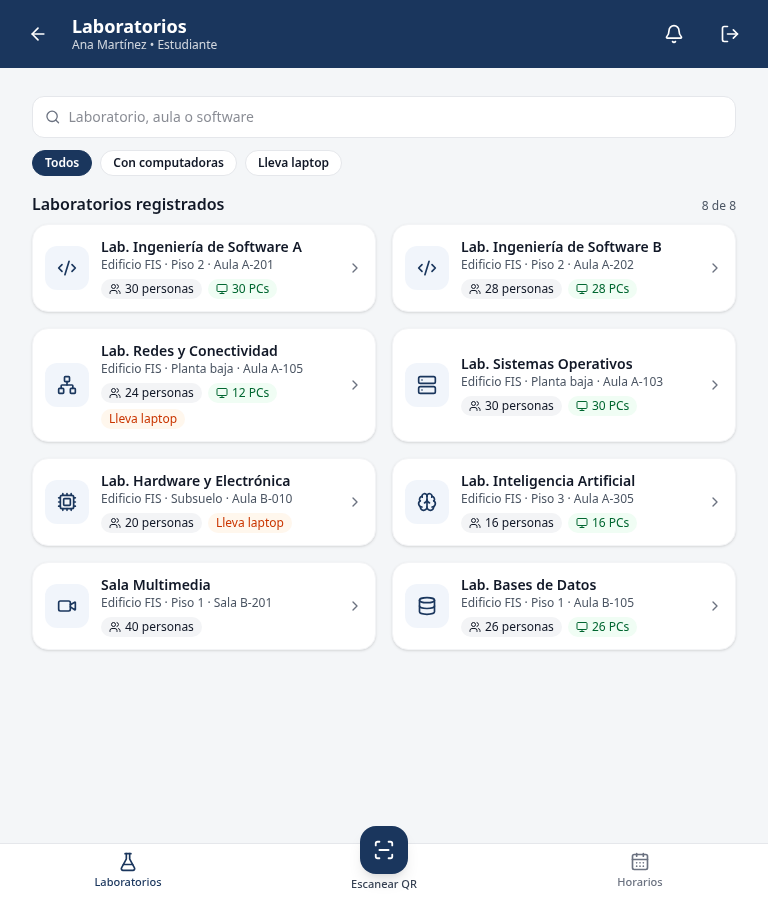 Laboratorios
Ana Martínez • Estudiante
Laboratorio, aula o software
Todos
Con computadoras
Lleva laptop
Laboratorios registrados
8 de 8
Lab. Ingeniería de Software A
Edificio FIS · Piso 2 · Aula A-201
30 personas
30 PCs
Lab. Ingeniería de Software B
Edificio FIS · Piso 2 · Aula A-202
28 personas
28 PCs
Lab. Redes y Conectividad
Edificio FIS · Planta baja · Aula A-105
24 personas
12 PCs
Lleva laptop
Lab. Sistemas Operativos
Edificio FIS · Planta baja · Aula A-103
30 personas
30 PCs
Lab. Hardware y Electrónica
Edificio FIS · Subsuelo · Aula B-010
20 personas
Lleva laptop
Lab. Inteligencia Artificial
Edificio FIS · Piso 3 · Aula A-305
16 personas
16 PCs
Sala Multimedia
Edificio FIS · Piso 1 · Sala B-201
40 personas
Lab. Bases de Datos
Edificio FIS · Piso 1 · Aula B-105
26 personas
26 PCs
Laboratorios
Escanear QR
Horarios